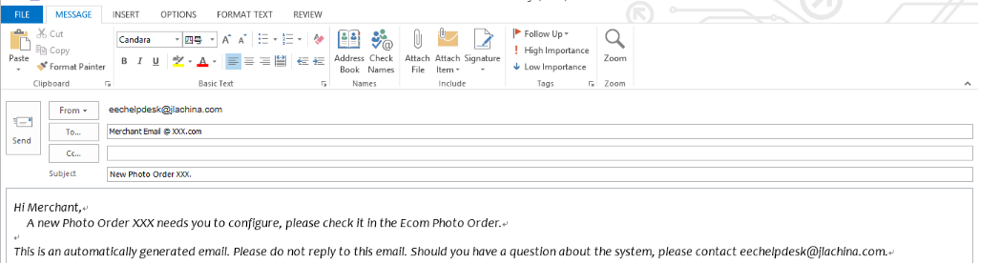 FILE MESSAGE INSERT OPTIONS FORMAT TEXT REVIEW
Paste
Cut
Copy
Format Painter
Clipboard
Candara 四号 A A
B I U A
Basic Text
Address Book
Check Names
Names
Attach File
Attach Item
Signature
Include
Follow Up
High Importance
Low Importance
Tags
Zoom
Zoom
Send
From eechelpdesk@jlachina.com
To... Merchant Email @ XXX.com
Cc...
Subject New Photo Order XXX.
Hi Merchant,
A new Photo Order XXX needs you to configure, please check it in the Ecom Photo Order.
This is an automatically generated email. Please do not reply to this email. Should you have a question about the system, please contact eechelpdesk@jlachina.com.